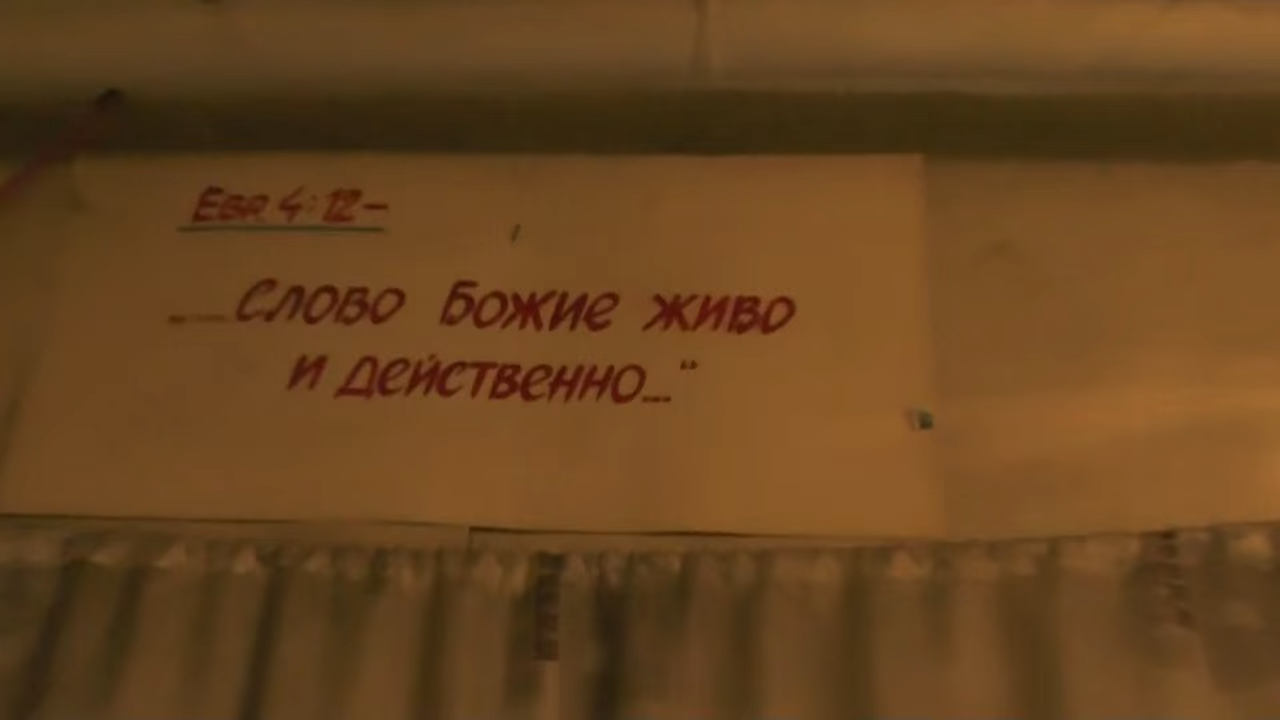 Евр 4:12–
„...Слово Божие живо
и действенно...“